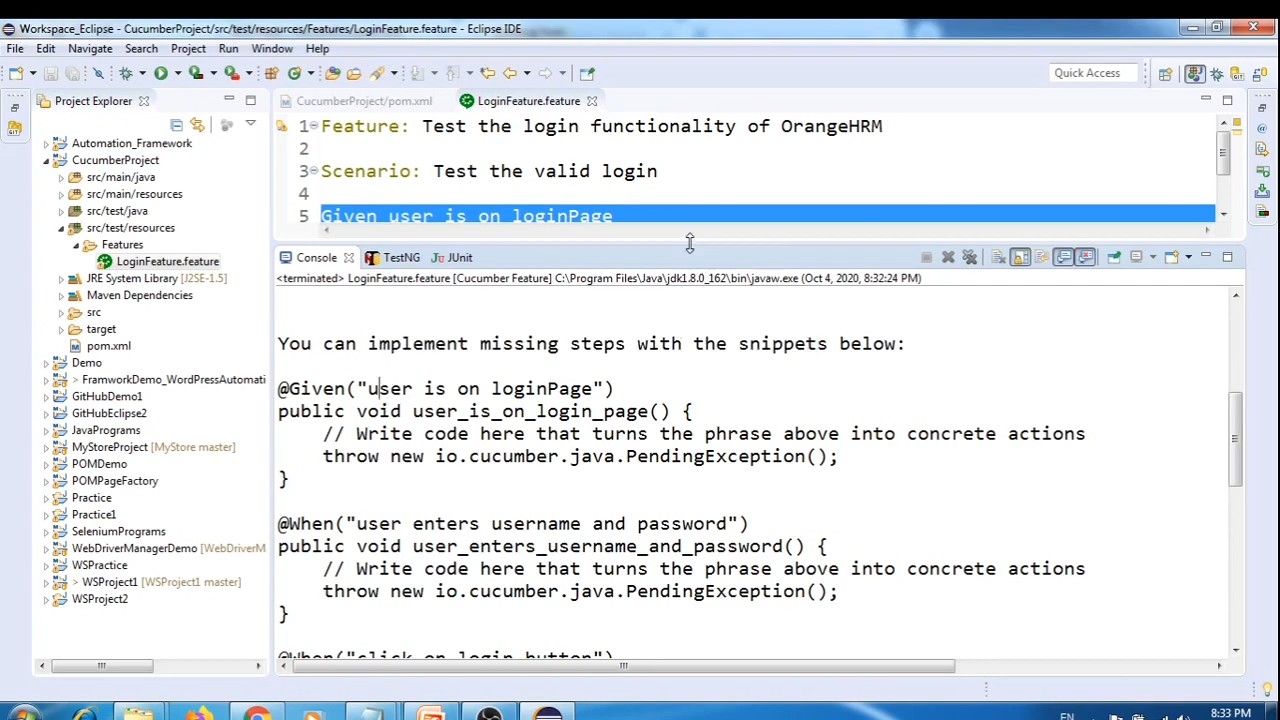 Workspace_Eclipse - CucumberProject/src/test/resources/Features/LoginFeature.feature - Eclipse IDE
File Edit Navigate Search Project Run Window Help
Quick Access
Project Explorer
CucumberProject/pom.xml
LoginFeature.feature
Automation_Framework
CucumberProject
src/main/java
src/main/resources
src/test/java
src/test/resources
Features
LoginFeature.feature
JRE System Library [J2SE-1.5]
Maven Dependencies
src
target
pom.xml
Demo
> FramworkDemo_WordPressAutomati
GitHubDemo1
GitHubEclipse2
JavaPrograms
MyStoreProject [MyStore master]
POMDemo
POMPageFactory
Practice
Practice1
SeleniumPrograms
WebDriverManagerDemo [WebDriverM
WSPractice
> WSProject1 [WSProject1 master]
WSProject2
1 Feature: Test the login functionality of OrangeHRM
2
3 Scenario: Test the valid login
4
5 Given user is on loginPage
Console TestNG JUnit
<terminated> LoginFeature.feature [Cucumber Feature] C:\Program Files\Java\jdk1.8.0_162\bin\javaw.exe (Oct 4, 2020, 8:32:24 PM)
You can implement missing steps with the snippets below:
@Given("user is on loginPage")
public void user_is_on_login_page() {
// Write code here that turns the phrase above into concrete actions
throw new io.cucumber.java.PendingException();
}
@When("user enters username and password")
public void user_enters_username_and_password() {
// Write code here that turns the phrase above into concrete actions
throw new io.cucumber.java.PendingException();
}
@When("click on login button")
EN
8:33 PM